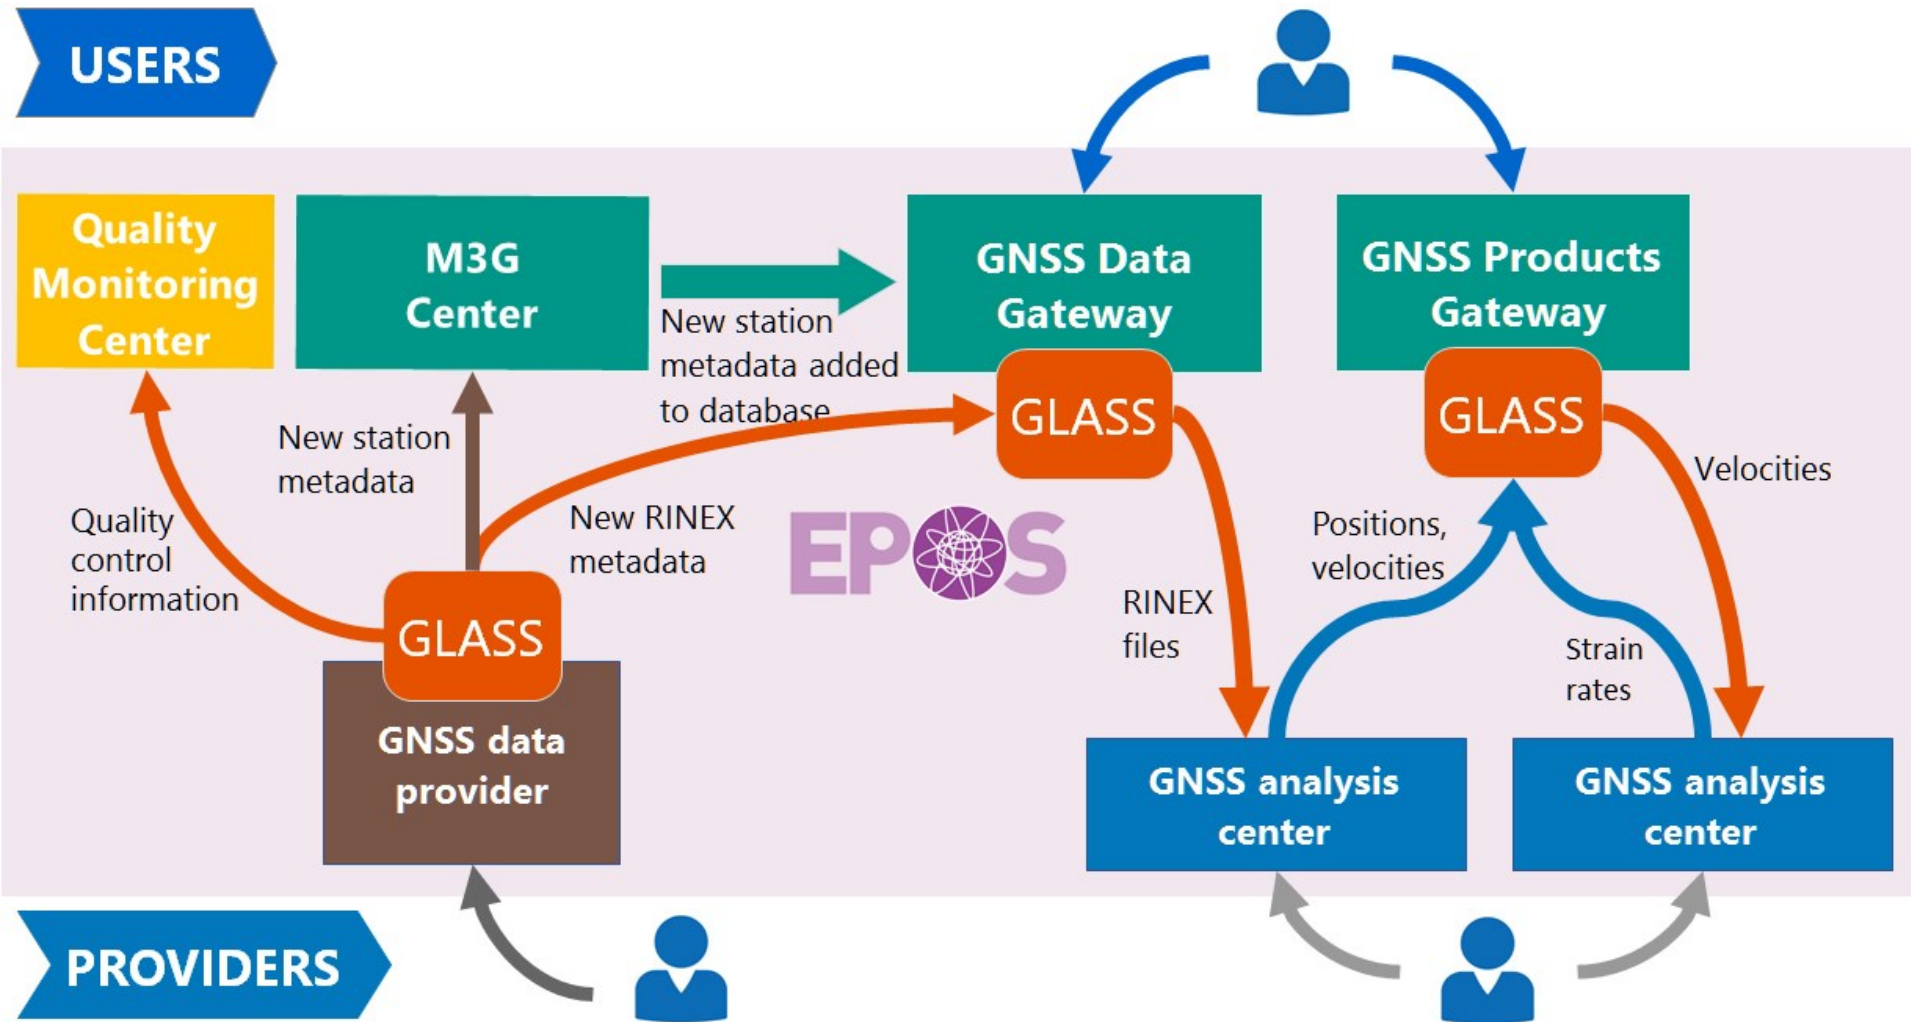 USERS
Quality
Monitoring
Center
M3G
Center
New station
metadata added
to database
GNSS Data
Gateway
GLASS
GNSS Products
Gateway
GLASS
New station
metadata
Quality
control
information
New RINEX
metadata
EPOS
RINEX
files
Positions,
velocities
Velocities
Strain
rates
GLASS
GNSS data
provider
GNSS analysis
center
GNSS analysis
center
PROVIDERS